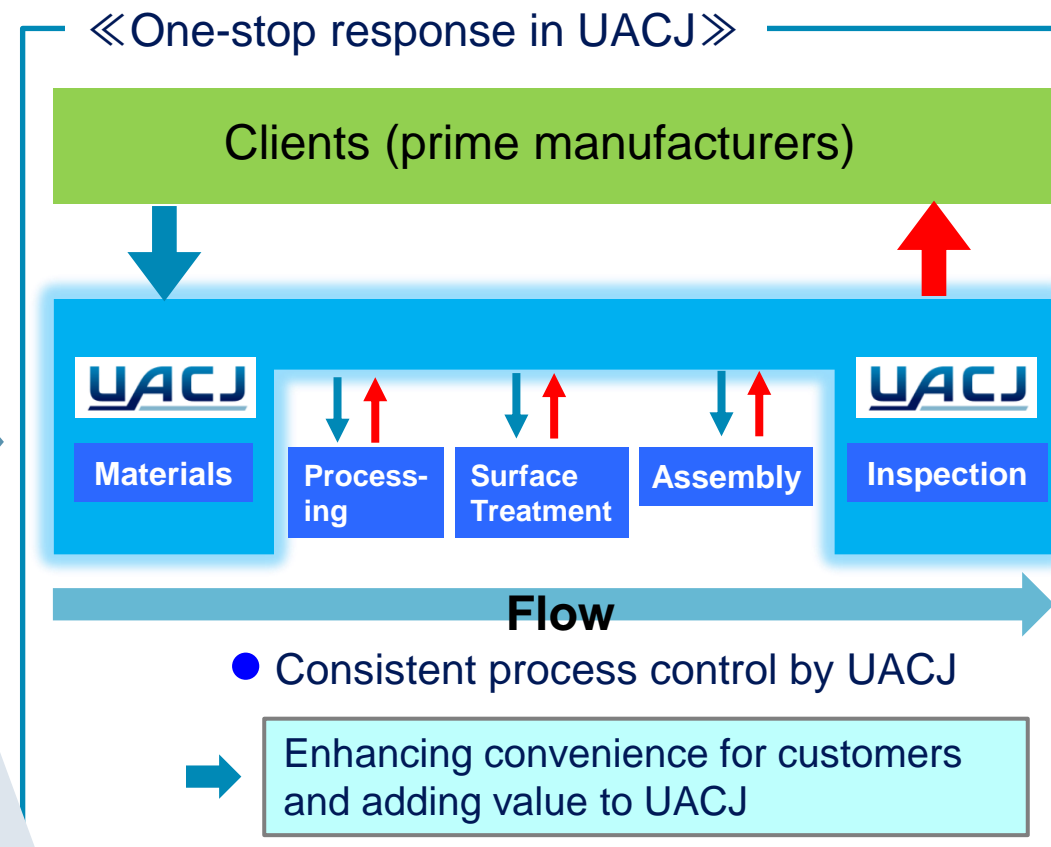 ≪One-stop response in UACJ≫
Clients (prime manufacturers)
UACJ
UACJ
Materials
Process-
ing
Surface
Treatment
Assembly
Inspection
Flow
● Consistent process control by UACJ
Enhancing convenience for customers
and adding value to UACJ